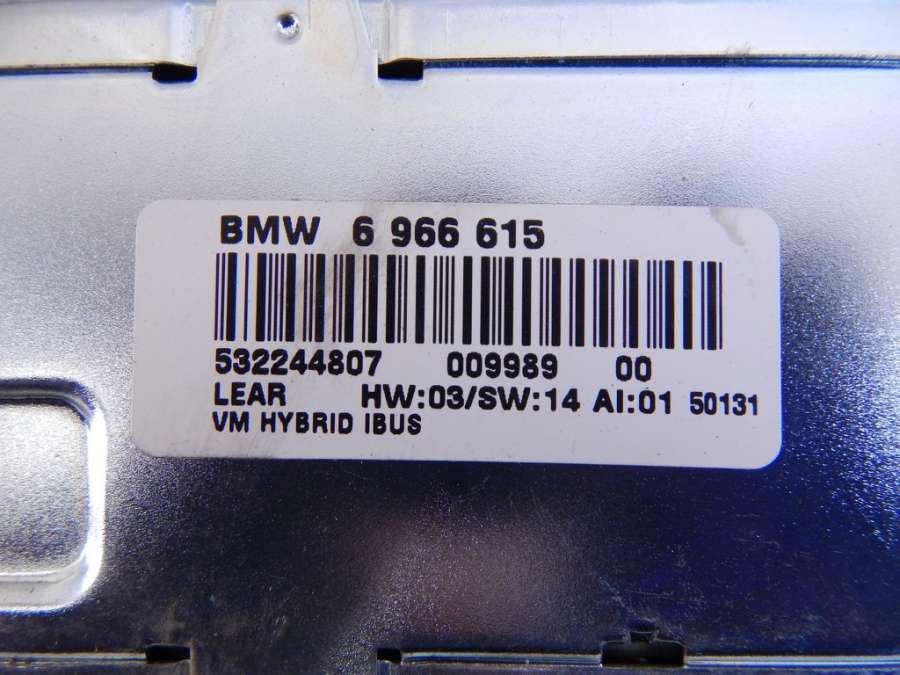 BMW 6 966 615
532244807 009989 00
LEAR HW:03/SW:14 AI:01 50131
VM HYBRID IBUS